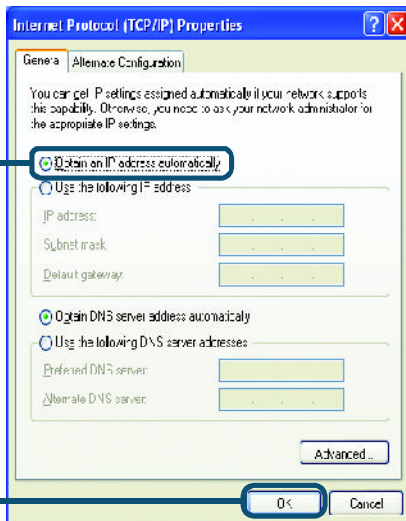 Internet Protocol (TCP/IP) Properties
General
Alternate Configuration
You can get IP settings assigned automatically if your network supports
this capability. Otherwise, you need to ask your network administrator for
the appropriate IP settings.
Obtain an IP address automatically
Use the following IP address
IP address:
Subnet mask
Default gateway:
Obtain DNS server address automatically
Use the following DNS server addresses
Preferred DNS server:
Alternate DNS server:
Advanced...
OK
Cancel